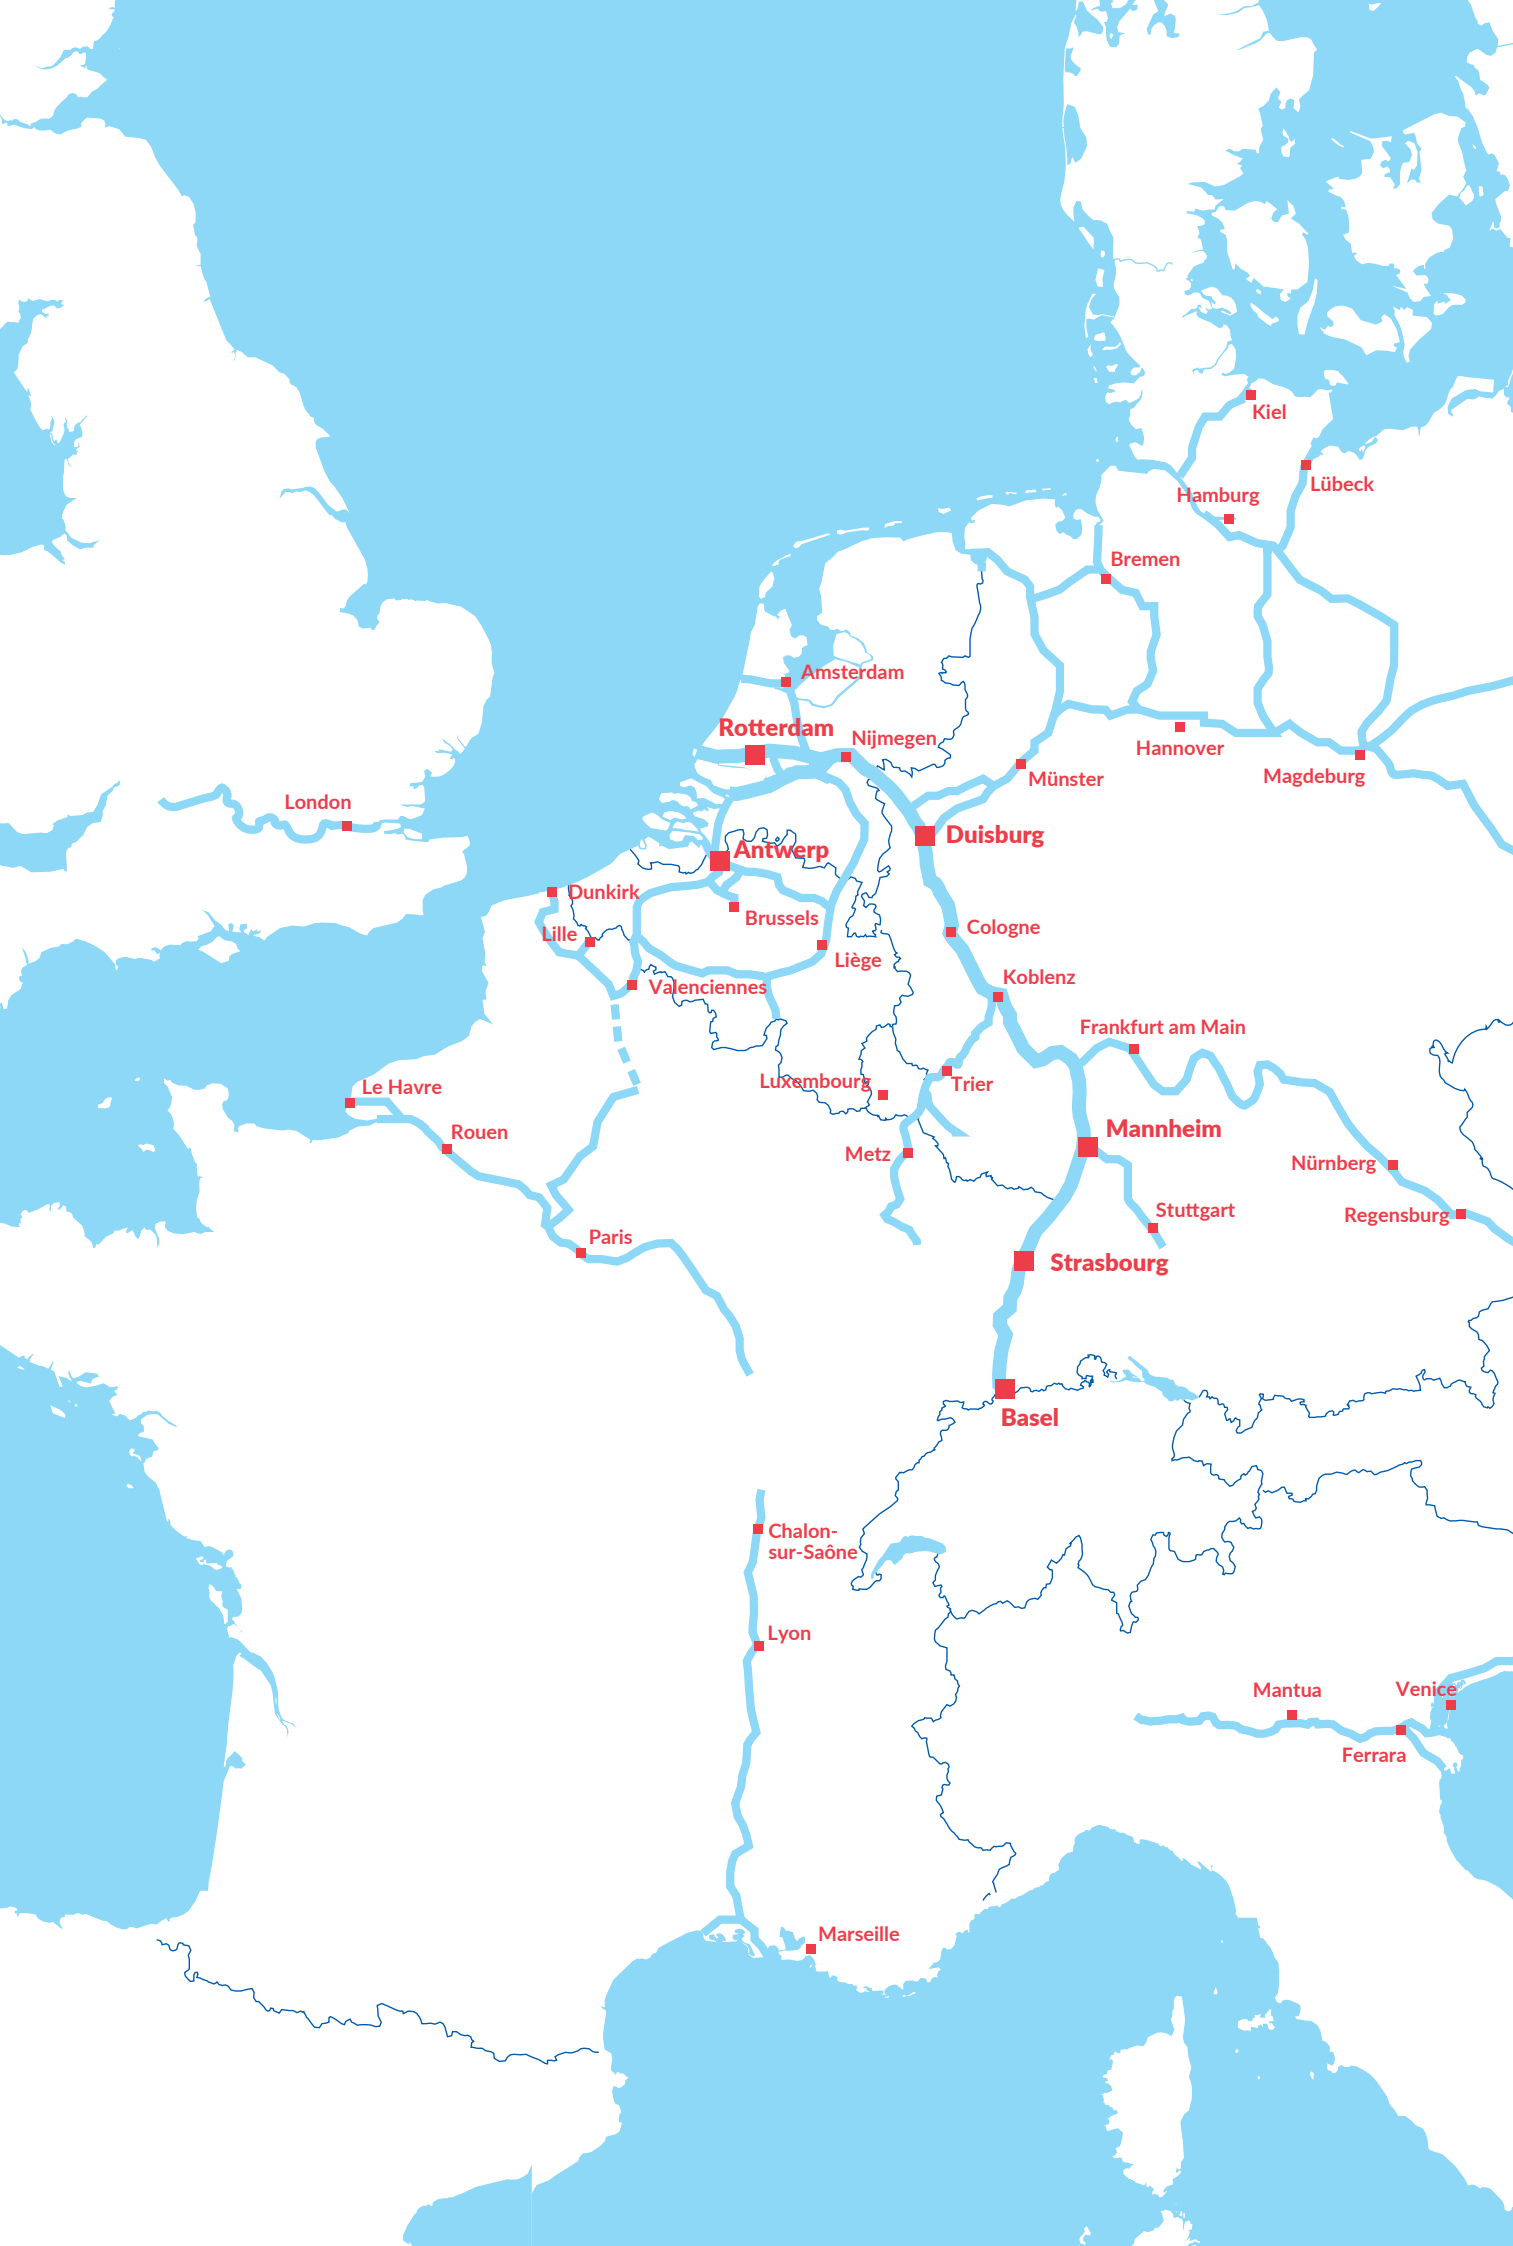 Kiel
Lübeck
Hamburg
Bremen
Amsterdam
Rotterdam
Nijmegen
Hannover
Münster
Magdeburg
London
Duisburg
Antwerp
Dunkirk
Brussels
Cologne
Lille
Liège
Koblenz
Valenciennes
Frankfurt am Main
Luxembourg
Trier
Le Havre
Rouen
Mannheim
Metz
Nürnberg
Stuttgart
Regensburg
Paris
Strasbourg
Basel
Chalon-
sur-Saône
Lyon
Mantua
Venice
Ferrara
Marseille